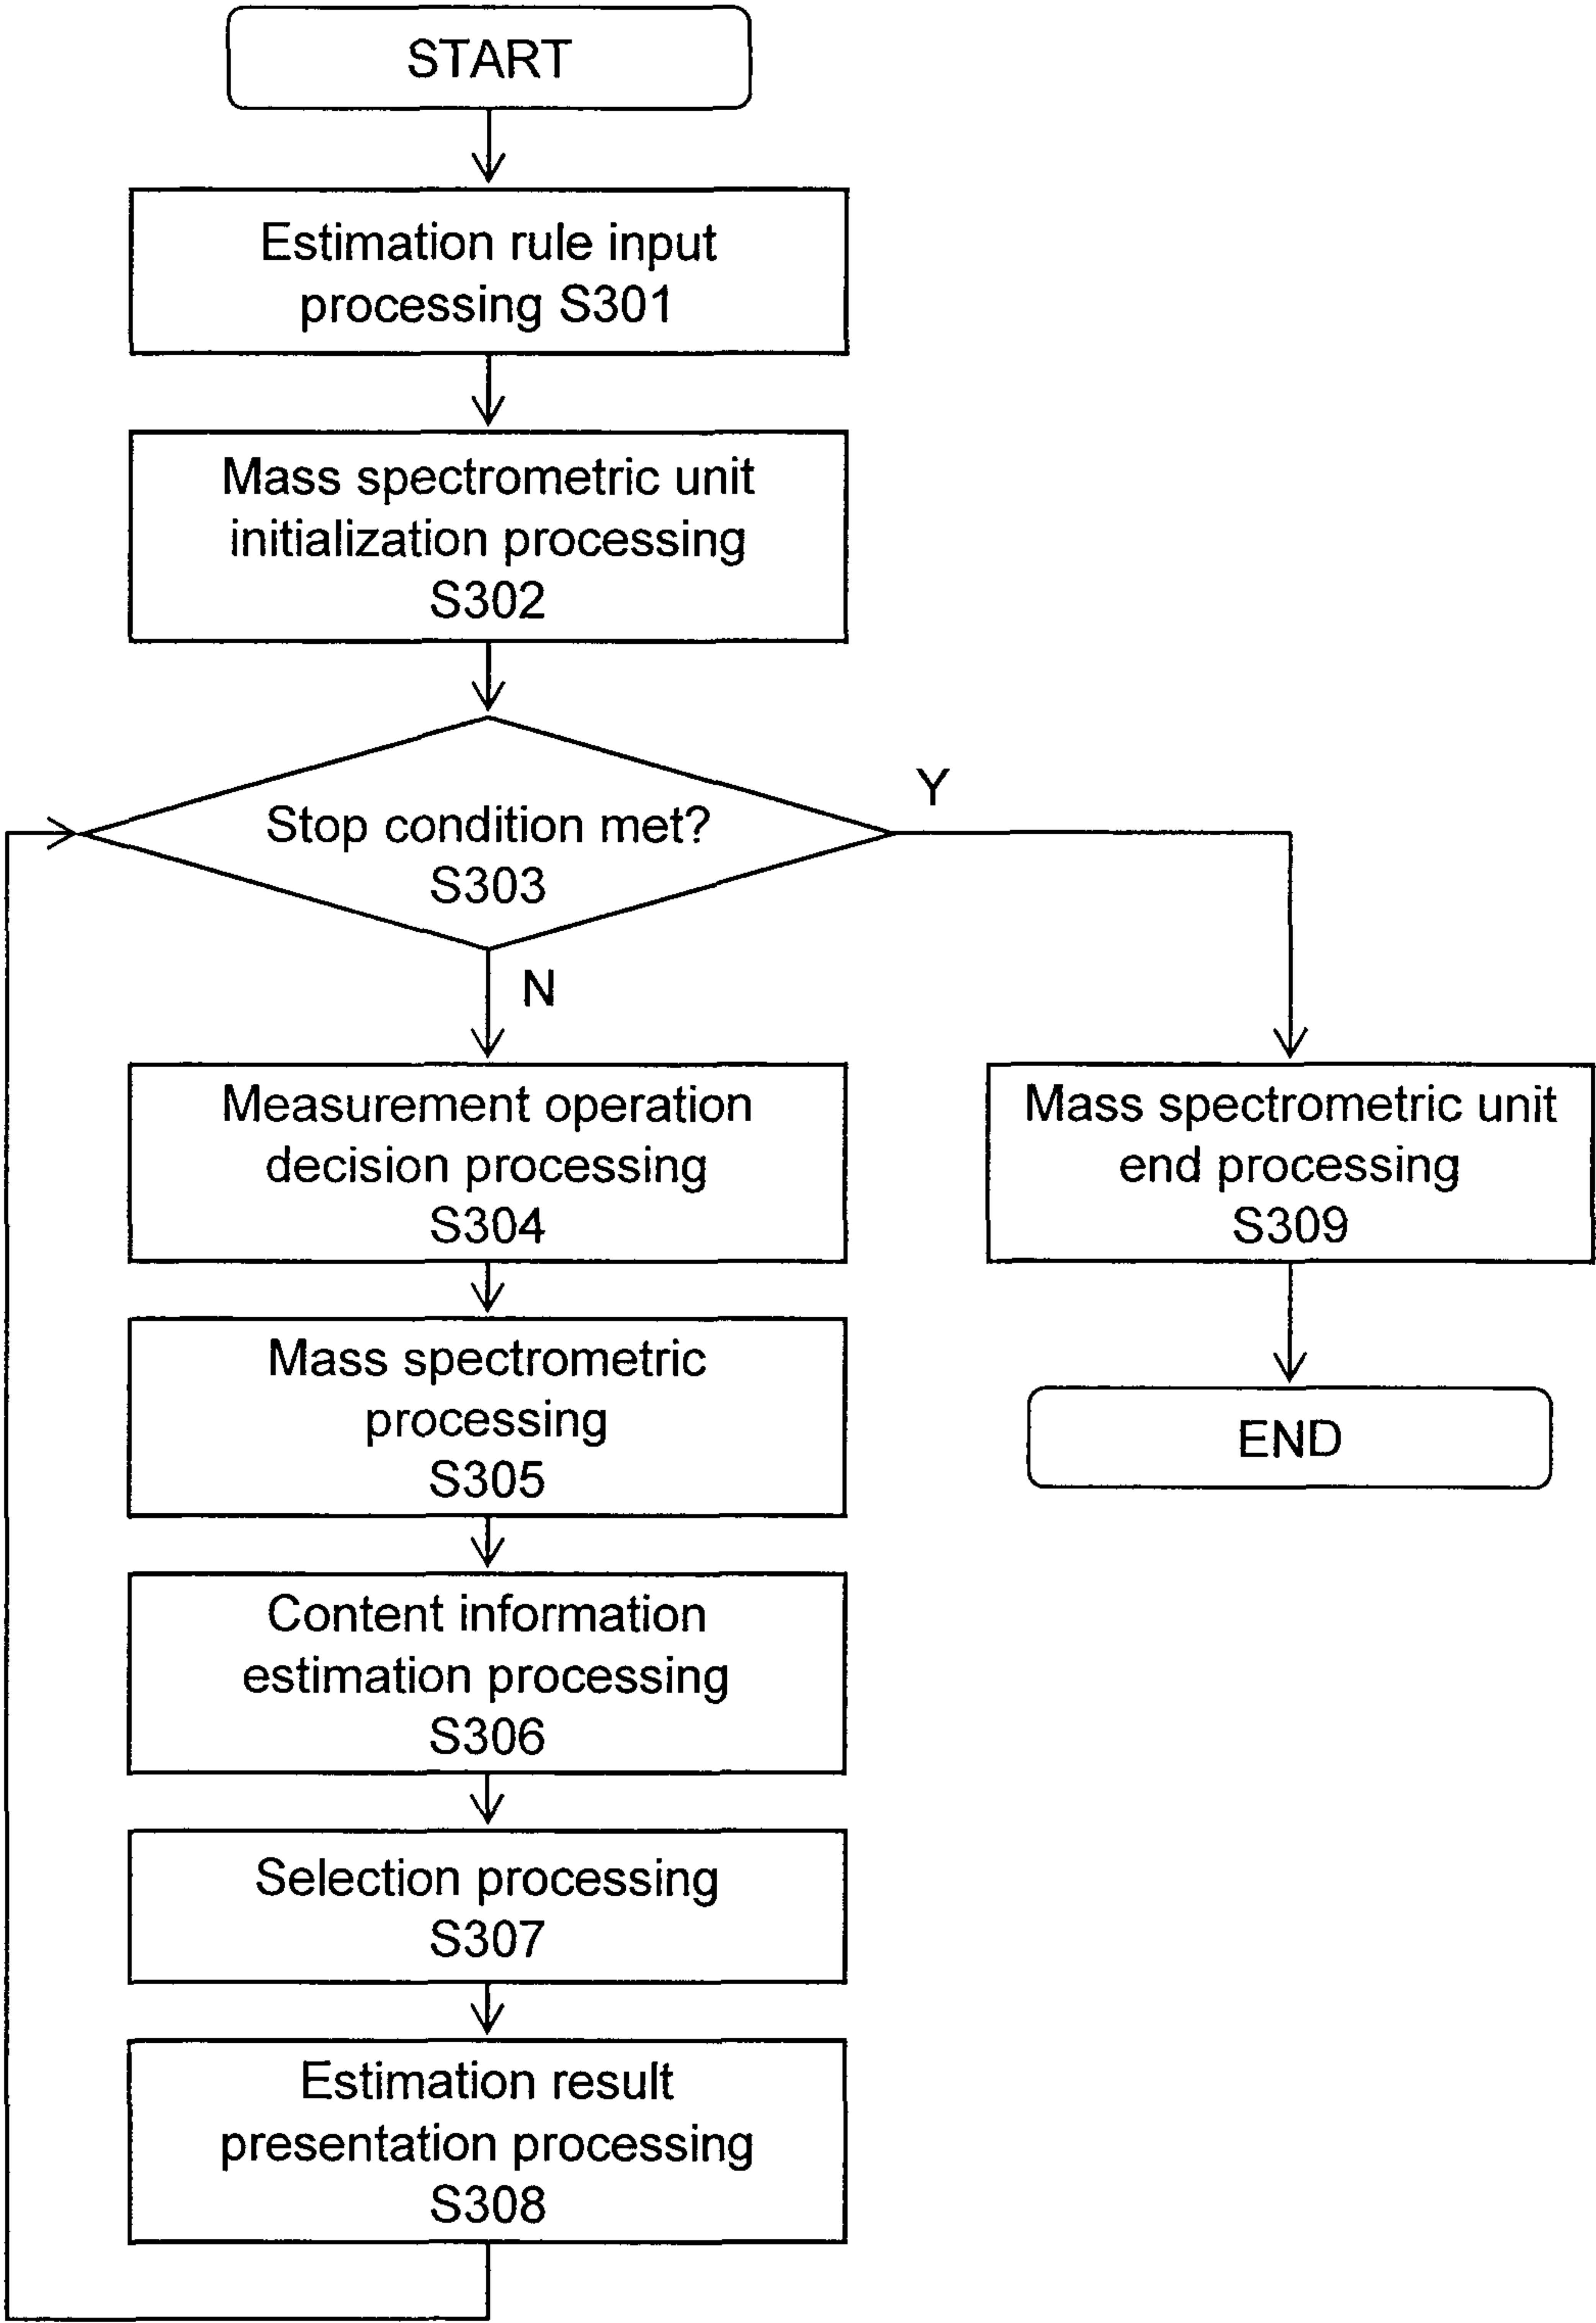 START
Estimation rule input
processing S301
Mass spectrometric unit
initialization processing
S302
Stop condition met?
S303
Y
N
Measurement operation
decision processing
S304
Mass spectrometric unit
end processing
S309
Mass spectrometric
processing
S305
END
Content information
estimation processing
S306
Selection processing
S307
Estimation result
presentation processing
S308